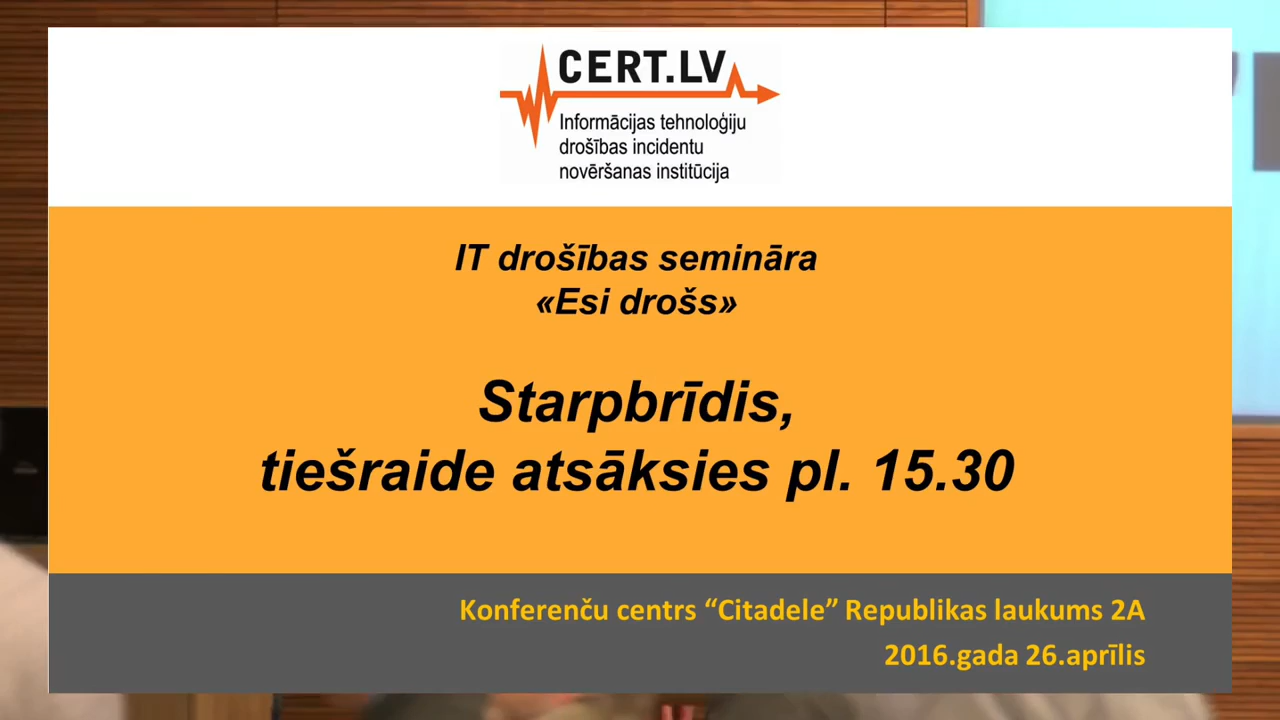 CERT.LV
Informācijas tehnoloģiju
drošības incidentu
novēršanas institūcija
IT drošības semināra
«Esi drošs»
Starpbrīdis,
tiešraide atsāksies pl. 15.30
Konferenču centrs “Citadele” Republikas laukums 2A
2016.gada 26.aprīlis